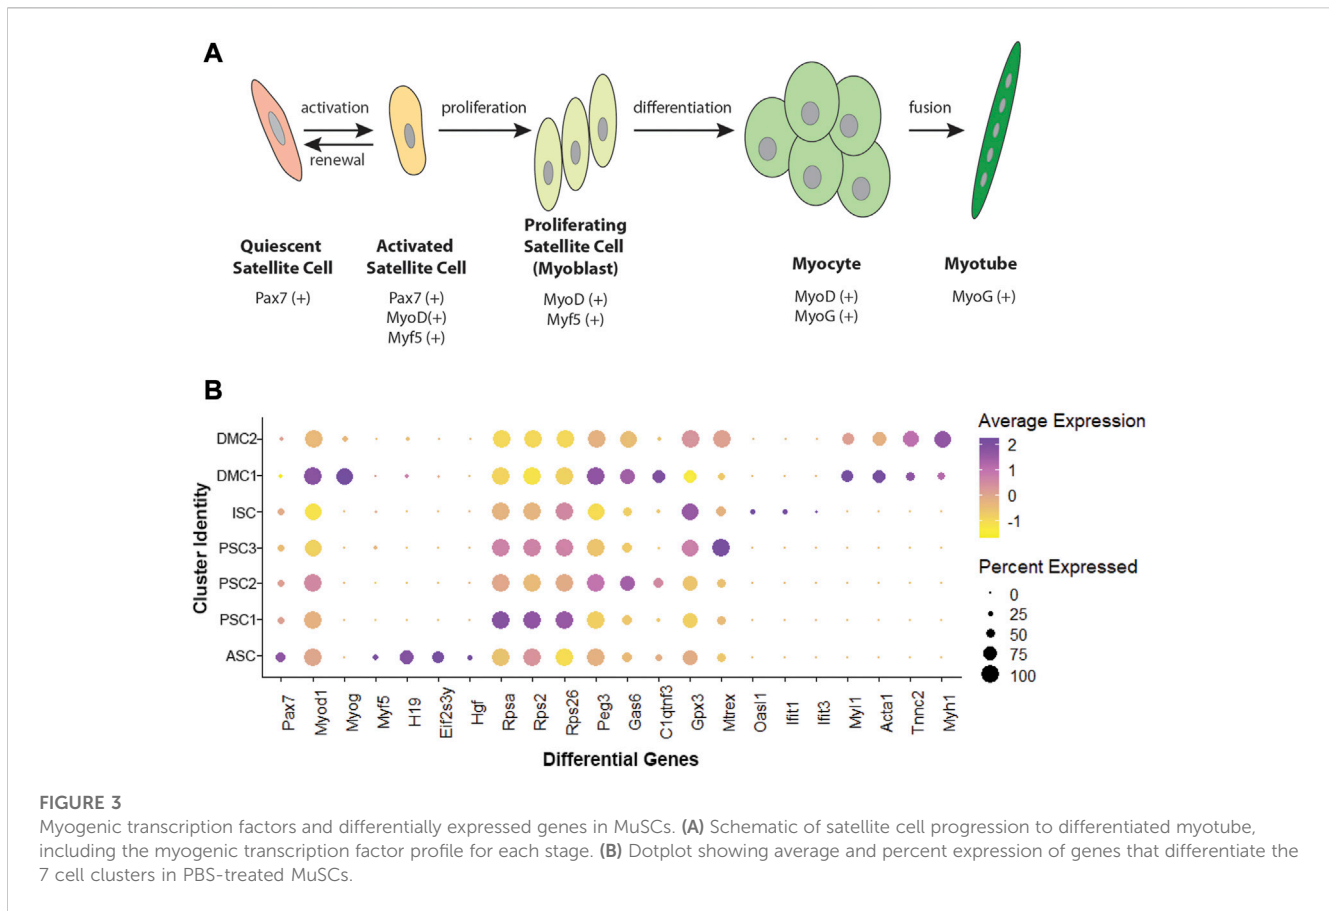 A
activation
renewal
proliferation
differentiation
fusion
Quiescent
Satellite Cell
Pax7 (+)
Activated
Satellite Cell
Pax7 (+)
MyoD(+)
Myf5 (+)
Proliferating
Satellite Cell
(Myoblast)
MyoD (+)
Myf5 (+)
Myocyte
MyoD (+)
MyoG (+)
Myotube
MyoG (+)
B
Cluster Identity
DMC2
DMC1
ISC
PSC3
PSC2
PSC1
ASC
Pax7
Myod1
Myog
Myf5
H19
Eif2s3y
Hgf
Rpsa
Rps2
Rps26
Peg3
Gas6
C1qtnf3
Gpx3
Mtrex
Oasl1
Ifit1
Ifit3
Myl1
Acta1
Tnnc2
Myh1
Differential Genes
Average Expression
2
1
0
-1
Percent Expressed
0
25
50
75
100
FIGURE 3
Myogenic transcription factors and differentially expressed genes in MuSCs. (A) Schematic of satellite cell progression to differentiated myotube,
including the myogenic transcription factor profile for each stage. (B) Dotplot showing average and percent expression of genes that differentiate the
7 cell clusters in PBS-treated MuSCs.